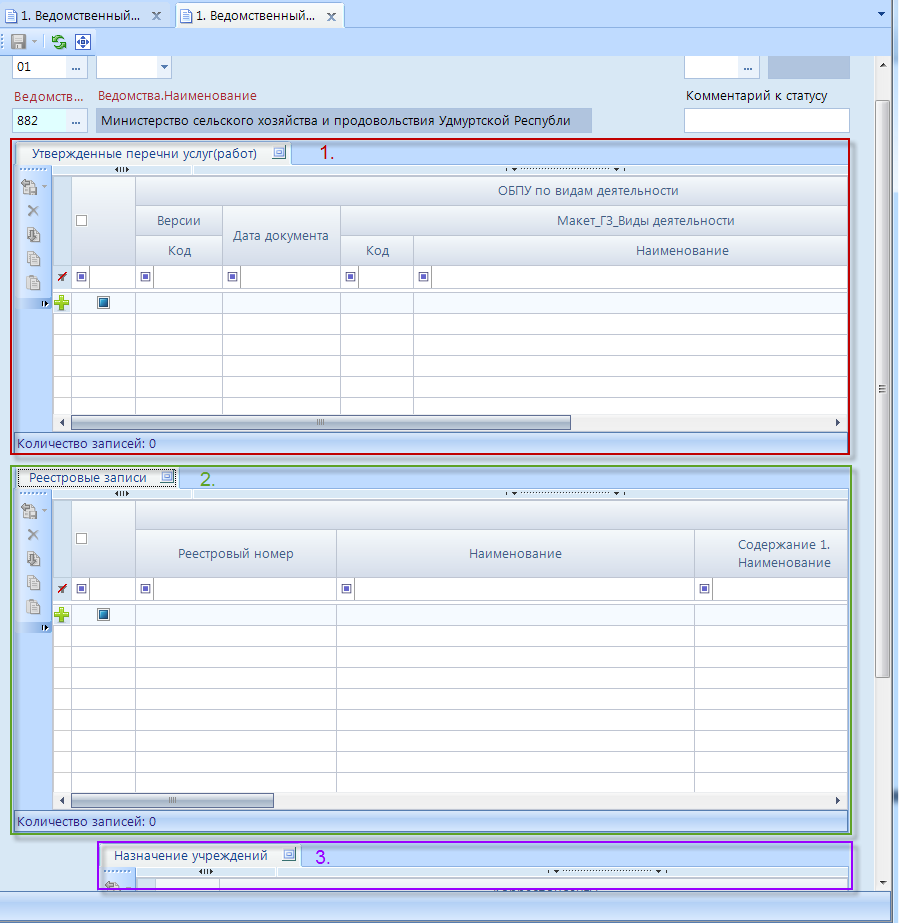 1. Ведомственный...
1. Ведомственный...
01 ...
...
Ведомств...
Ведомства.Наименование
Комментарий к статусу
882 ...
Министерство сельского хозяйства и продовольствия Удмуртской Республи
Утвержденные перечни услуг(работ)
1.
ОБПУ по видам деятельности
Версии
Дата документа
Макет_ГЗ_Виды деятельности
Код
Код
Наименование
Количество записей: 0
Реестровые записи
2.
Реестровый номер
Наименование
Содержание 1.
Наименование
Количество записей: 0
Назначение учреждений
3.